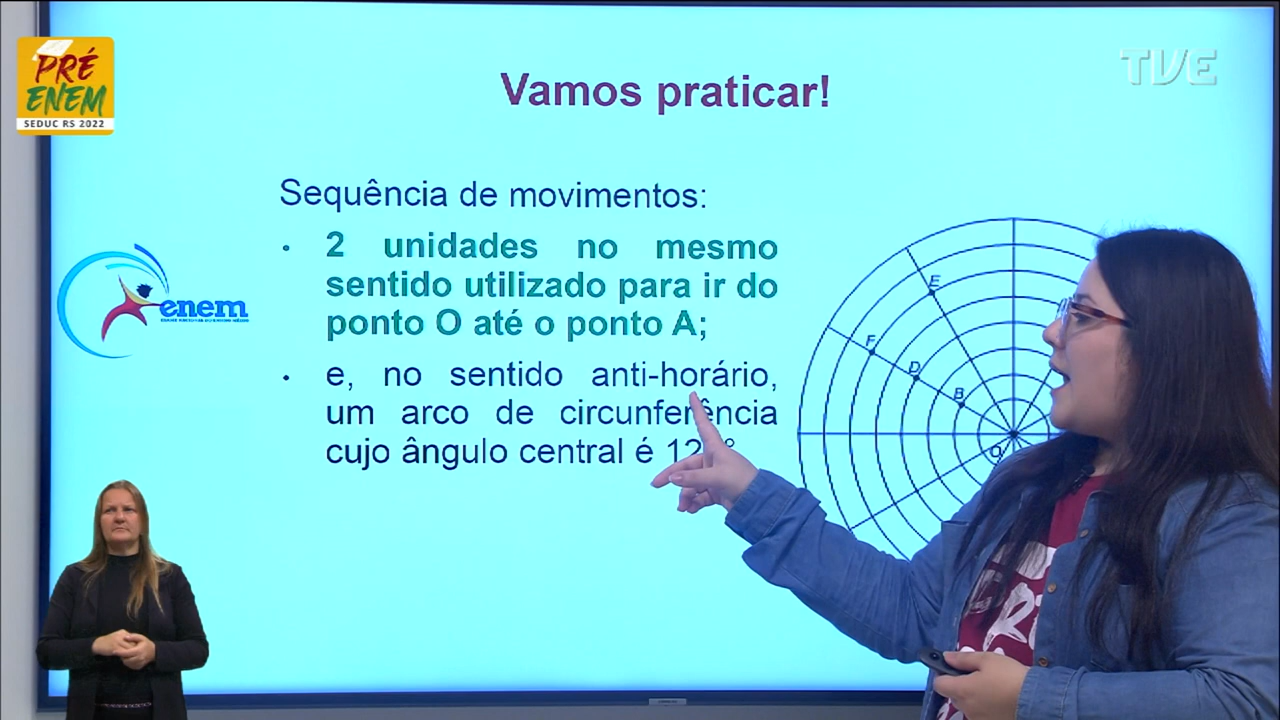 PRÉ
ENEM
SEDUC RS 2022
TVE
Vamos praticar!
Sequência de movimentos:
• 2 unidades no mesmo
sentido utilizado para ir do
ponto O até o ponto A;
• e, no sentido anti-horário,
um arco de circunferência
cujo ângulo central é
enem
E
F
D
B
O